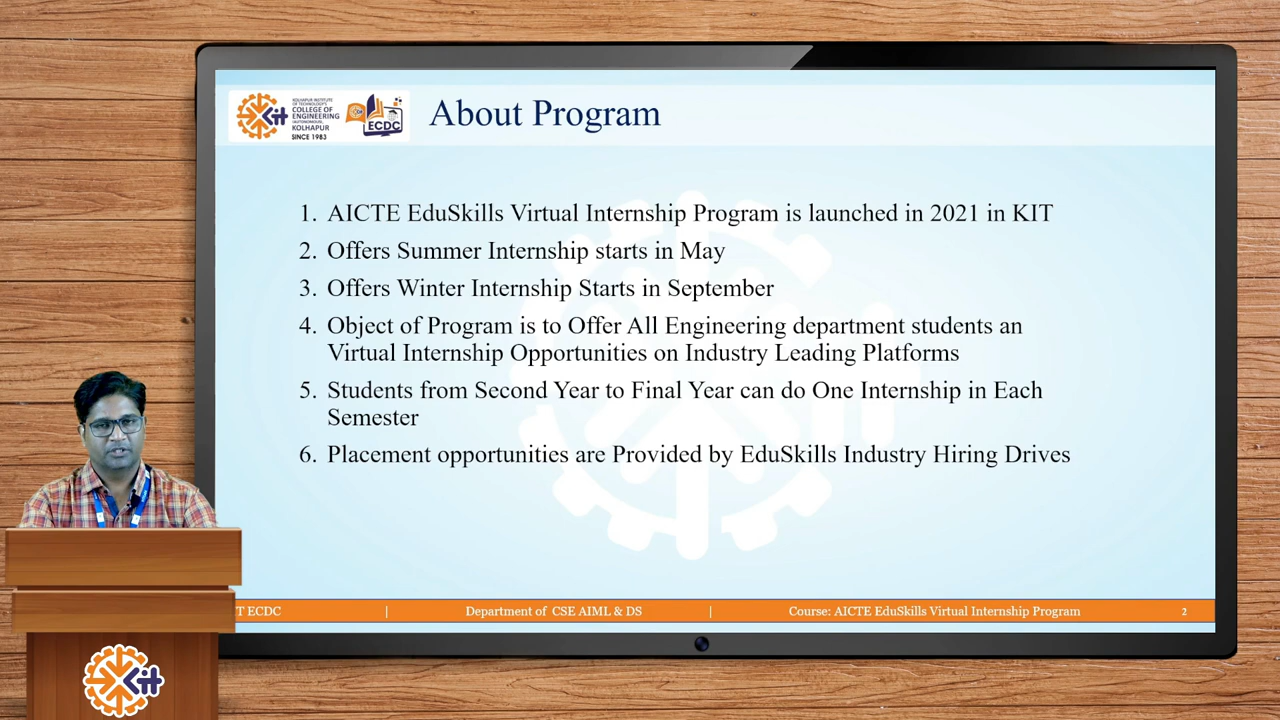 KOLHAPUR INSTITUTE
OF TECHNOLOGY'S
COLLEGE OF
ENGINEERING
(AUTONOMOUS),
KOLHAPUR
SINCE 1983
Kit
ECDC
About Program
1. AICTE EduSkills Virtual Internship Program is launched in 2021 in KIT
2. Offers Summer Internship starts in May
3. Offers Winter Internship Starts in September
4. Object of Program is to Offer All Engineering department students an
Virtual Internship Opportunities on Industry Leading Platforms
5. Students from Second Year to Final Year can do One Internship in Each
Semester
6. Placement opportunities are Provided by EduSkills Industry Hiring Drives
T ECDC | Department of CSE AIML & DS | Course: AICTE EduSkills Virtual Internship Program 2
Kit